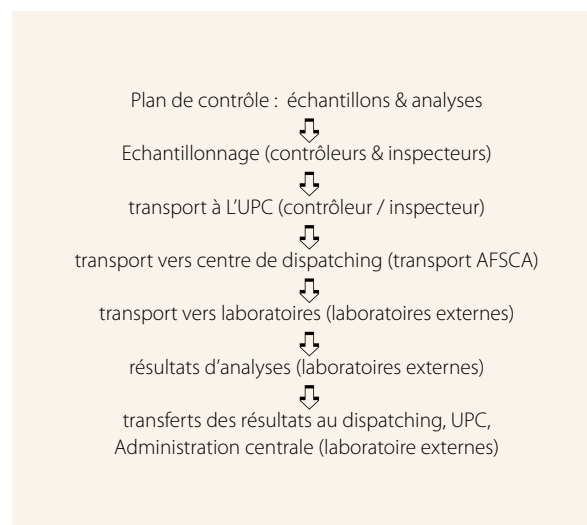 Plan de contrôle : échantillons & analyses
Echantillonnage (contrôleurs & inspecteurs)
transport à L'UPC (contrôleur / inspecteur)
transport vers centre de dispatching (transport AFSCA)
transport vers laboratoires (laboratoires externes)
résultats d'analyses (laboratoires externes)
transferts des résultats au dispatching, UPC,
Administration centrale (laboratoire externes)